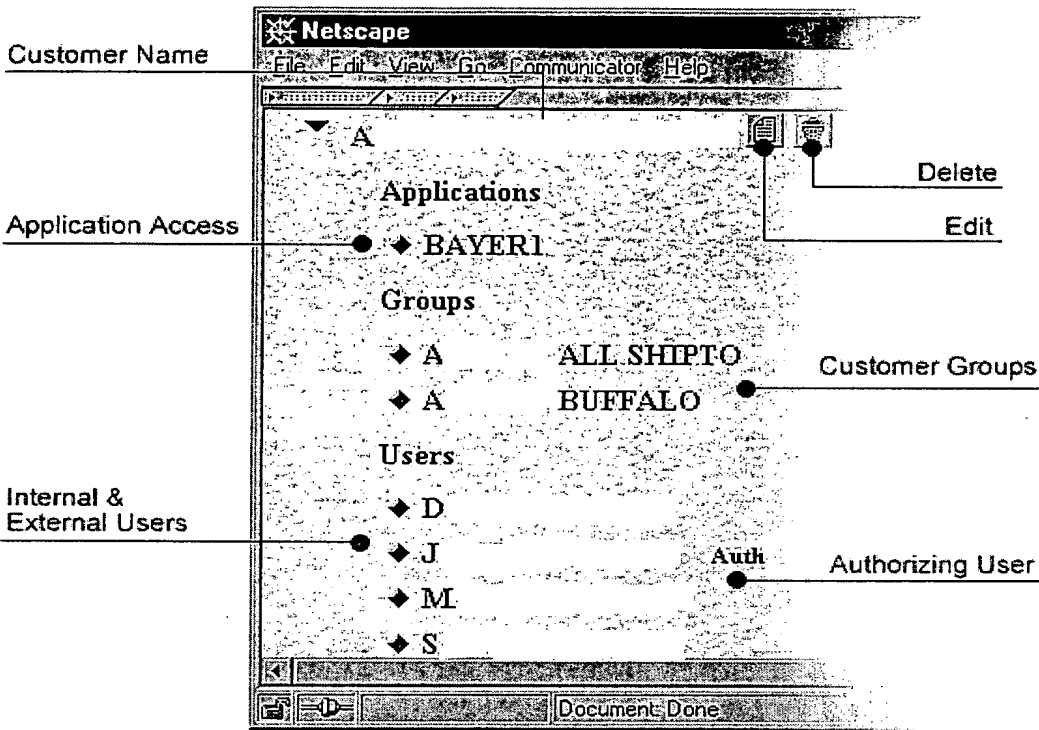 Netscape
Customer Name
File Edit View Go Communicator Help
A
Delete
Applications
Application Access
Edit
BAYER1
Groups
A ALL SHIPTO
Customer Groups
A BUFFALO
Users
Internal &
External Users
D
J Auth
Authorizing User
M
S
Document: Done